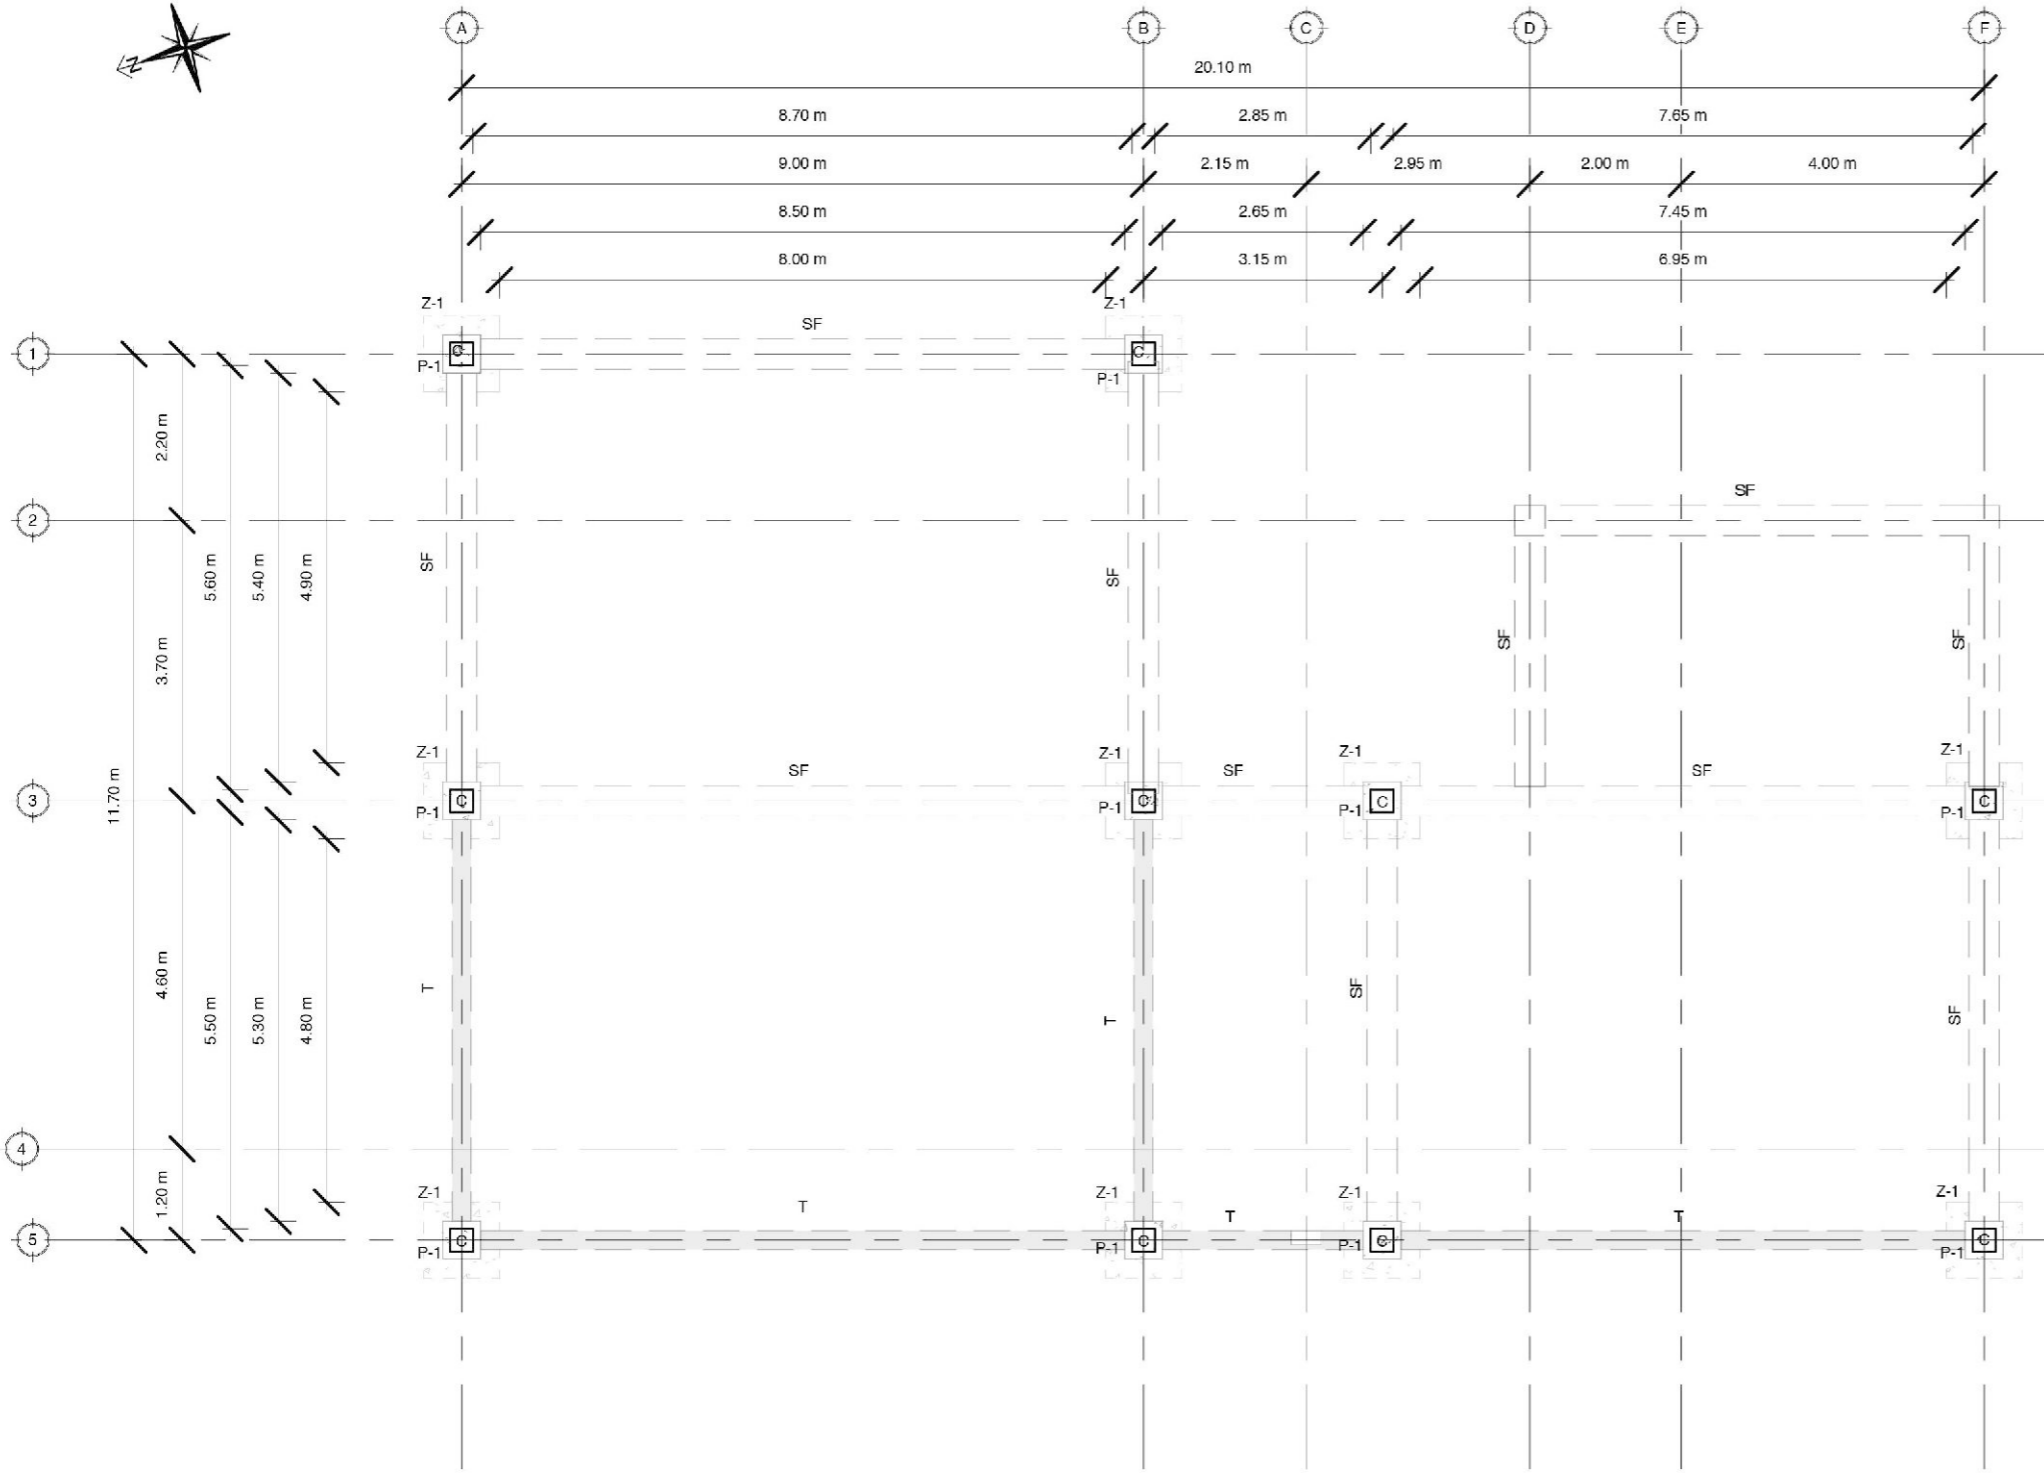 A B C D E F
Z
20.10 m
8.70 m 2.85 m 7.65 m
9.00 m 2.15 m 2.95 m 2.00 m 4.00 m
8.50 m 2.65 m 7.45 m
8.00 m 3.15 m 6.95 m
Z-1 Z-1
SF
1 C C
P-1 P-1
2.20 m
SF
2
SF SF
5.60 m 5.40 m 4.90 m
3.70 m SF SF
Z-1 Z-1 Z-1 Z-1
SF SF SF
3 C C C C
11.70 m P-1 P-1 P-1 P-1
4.60 m T SF
5.50 m 5.30 m 4.80 m T SF
4
1.20 m
Z-1 Z-1 Z-1 Z-1
T T T
5 C C C C
P-1 P-1 P-1 P-1